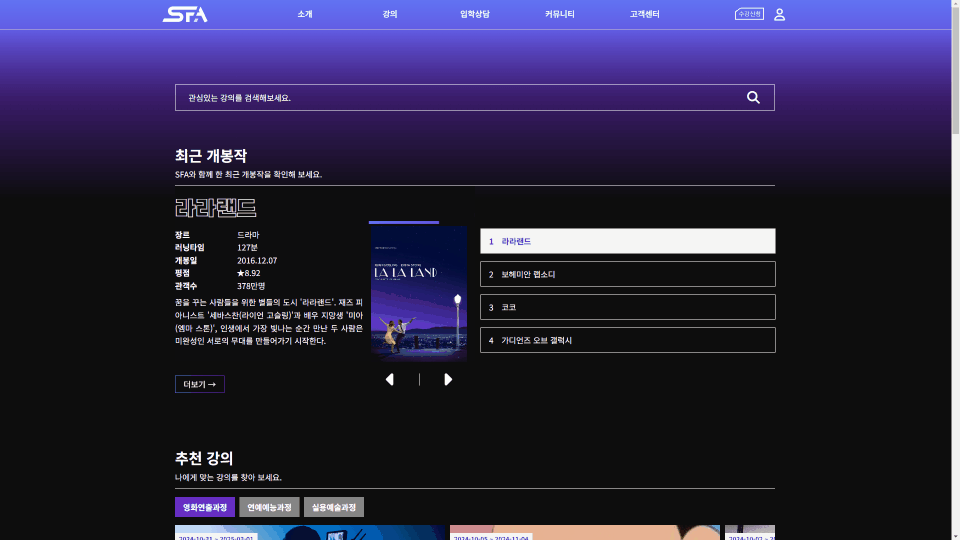 SFA
소개
강의
입학상담
커뮤니티
고객센터
수강신청
관심있는 강의를 검색해보세요.
최근 개봉작
SFA와 함께 한 최근 개봉작을 확인해 보세요.
라라랜드
장르 드라마
러닝타임 127분
개봉일 2016.12.07
평점 ★8.92
관객수 378만명
꿈을 꾸는 사람들을 위한 별들의 도시 '라라랜드'. 재즈 피
아니스트 '세바스찬(라이언 고슬링)'과 배우 지망생 '미아
(엠마 스톤)', 인생에서 가장 빛나는 순간 만난 두 사람은
미완성인 서로의 무대를 만들어가기 시작한다.
더보기 →
LA LA LAND
1 라라랜드
2 보헤미안 랩소디
3 코코
4 가디언즈 오브 갤럭시
추천 강의
나에게 맞는 강의를 찾아 보세요.
영화연출과정
연예예능과정
실용예술과정
2024-10-31 ~ 2025-03-01
2024-10-05 ~ 2024-11-04